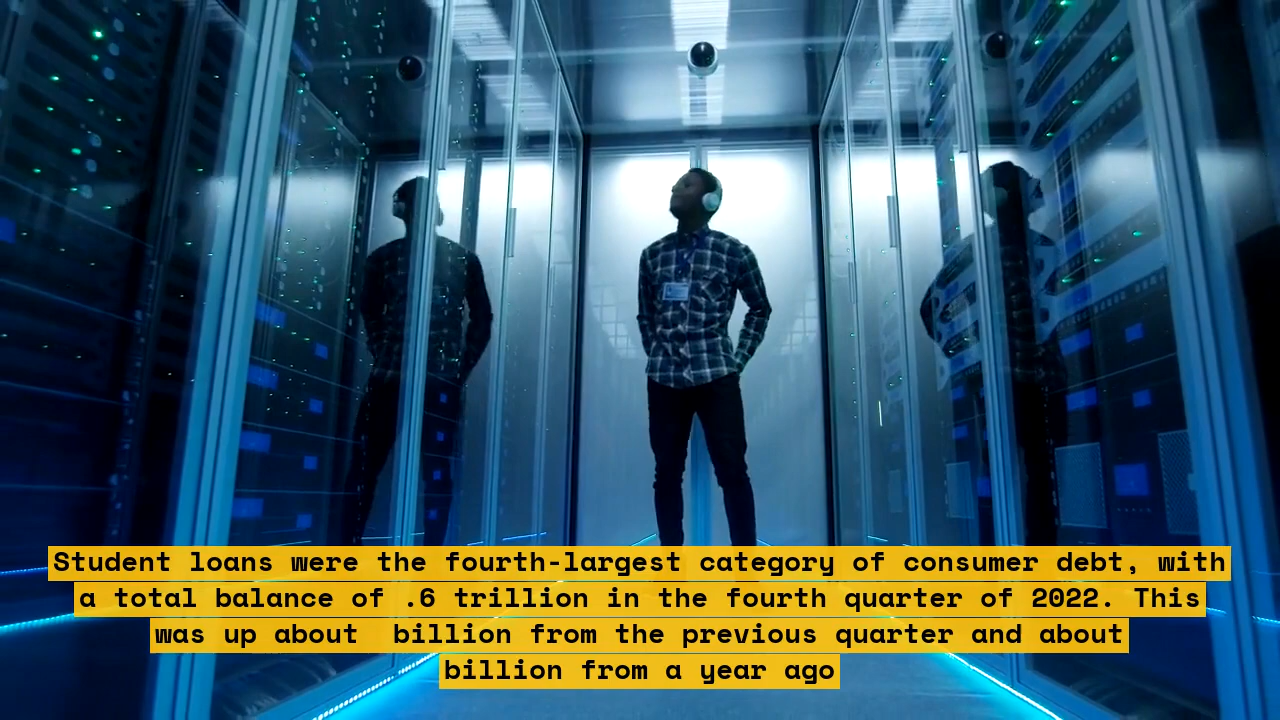 Student loans were the fourth-largest category of consumer debt, with
a total balance of .6 trillion in the fourth quarter of 2022. This
was up about  billion from the previous quarter and about
billion from a year ago